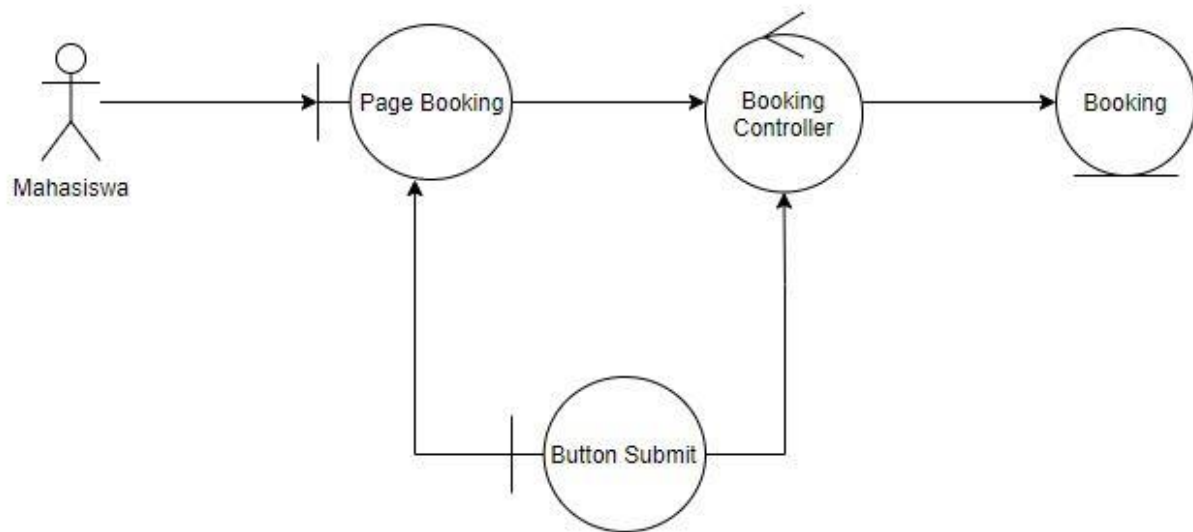 Mahasiswa
Page Booking
Booking
Controller
Booking
Button Submit